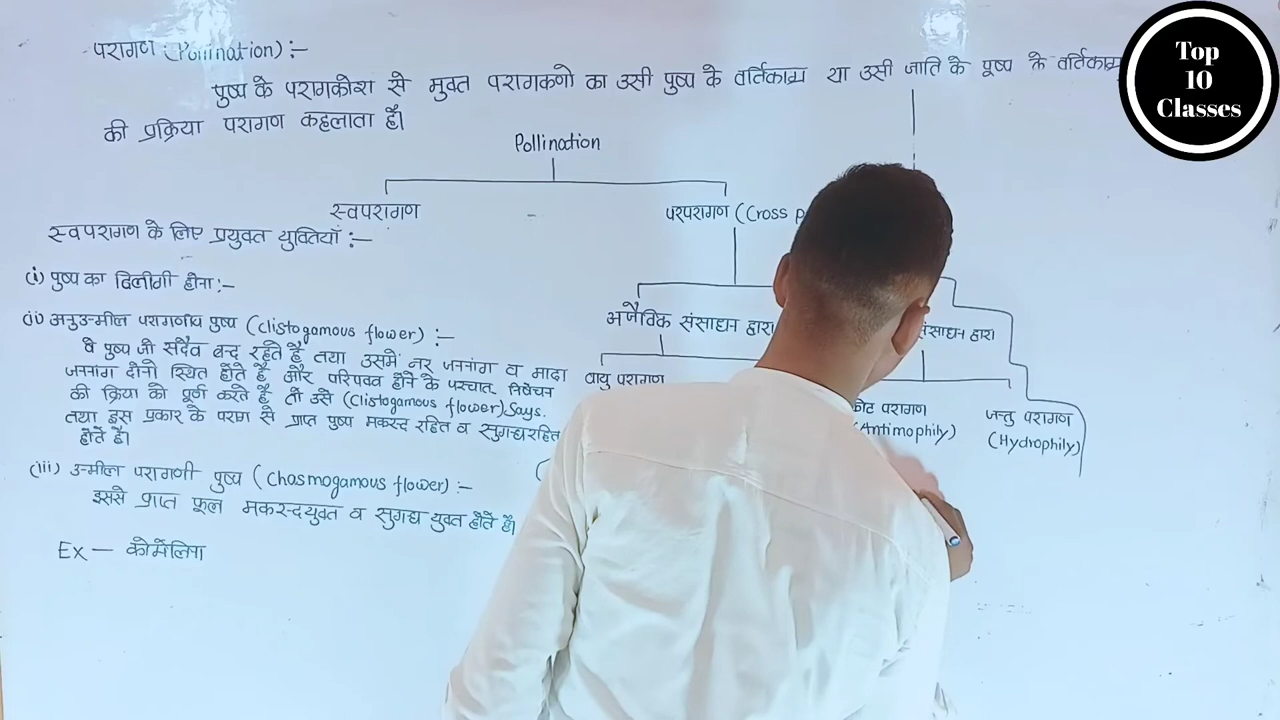 परागण (Pollination) :-
पुष्प के परागकोश से मुक्त परागकणो का उसी पुष्प के वर्तिकाग्र या उसी जाति के पुष्प के वर्तिकाग्र
की प्रक्रिया परागण कहलाता है।
Pollination
स्वपरागण
परपरागण (Cross p
स्वपरागण के लिए प्रयुक्त युक्तियाँ :-
(i) पुष्प का द्विलींगी होना :-
अजैविक संसाधन द्वारा
संसाधन द्वारा
वायु परागण
कीट परागण
(Antimophily)
जन्तु परागण
(Hydrophily)
(ii) अनुउन्मील परागणीय पुष्प (Clistogamous flower) :-
वे पुष्प जो सदैव बन्द रहते है तथा उसमें नर जननांग व मादा
जननांग दोनो स्थित होते है और परिपक्व होने के पश्चात निषेचन
की क्रिया को पूर्ण करते है तो उसे (Clistogamous flower) Says.
तथा इस प्रकार के परागण से प्राप्त पुष्प मकरन्द रहित व सुगन्धरहित
होते है।
(iii) उन्मील परागणी पुष्प (Chasmogamous flower) :-
इससे प्राप्त फूल मकरन्दयुक्त व सुगन्ध युक्त होते है।
Ex — कोमेलिना
Top
10
Classes